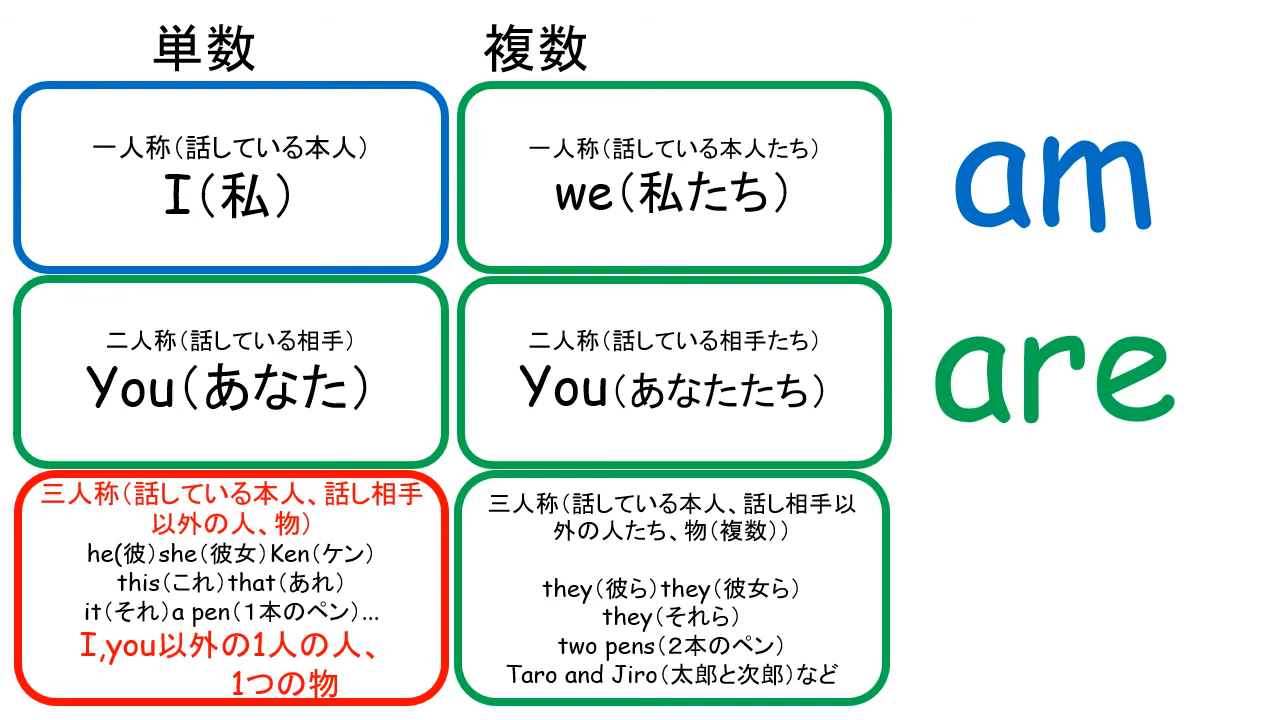 単数
複数
一人称（話している本人）
I（私）
一人称（話している本人たち）
we（私たち）
am
二人称（話している相手）
You（あなた）
二人称（話している相手たち）
You（あなたたち）
are
三人称（話している本人、話し相手
以外の人、物）
he(彼）she（彼女）Ken（ケン）
this（これ）that（あれ）
it（それ）a pen（１本のペン）…
I,you以外の1人の人、
1つの物
三人称（話している本人、話し相手以
外の人たち、物（複数））
they（彼ら）they（彼女ら）
they（それら）
two pens（２本のペン）
Taro and Jiro（太郎と次郎）など